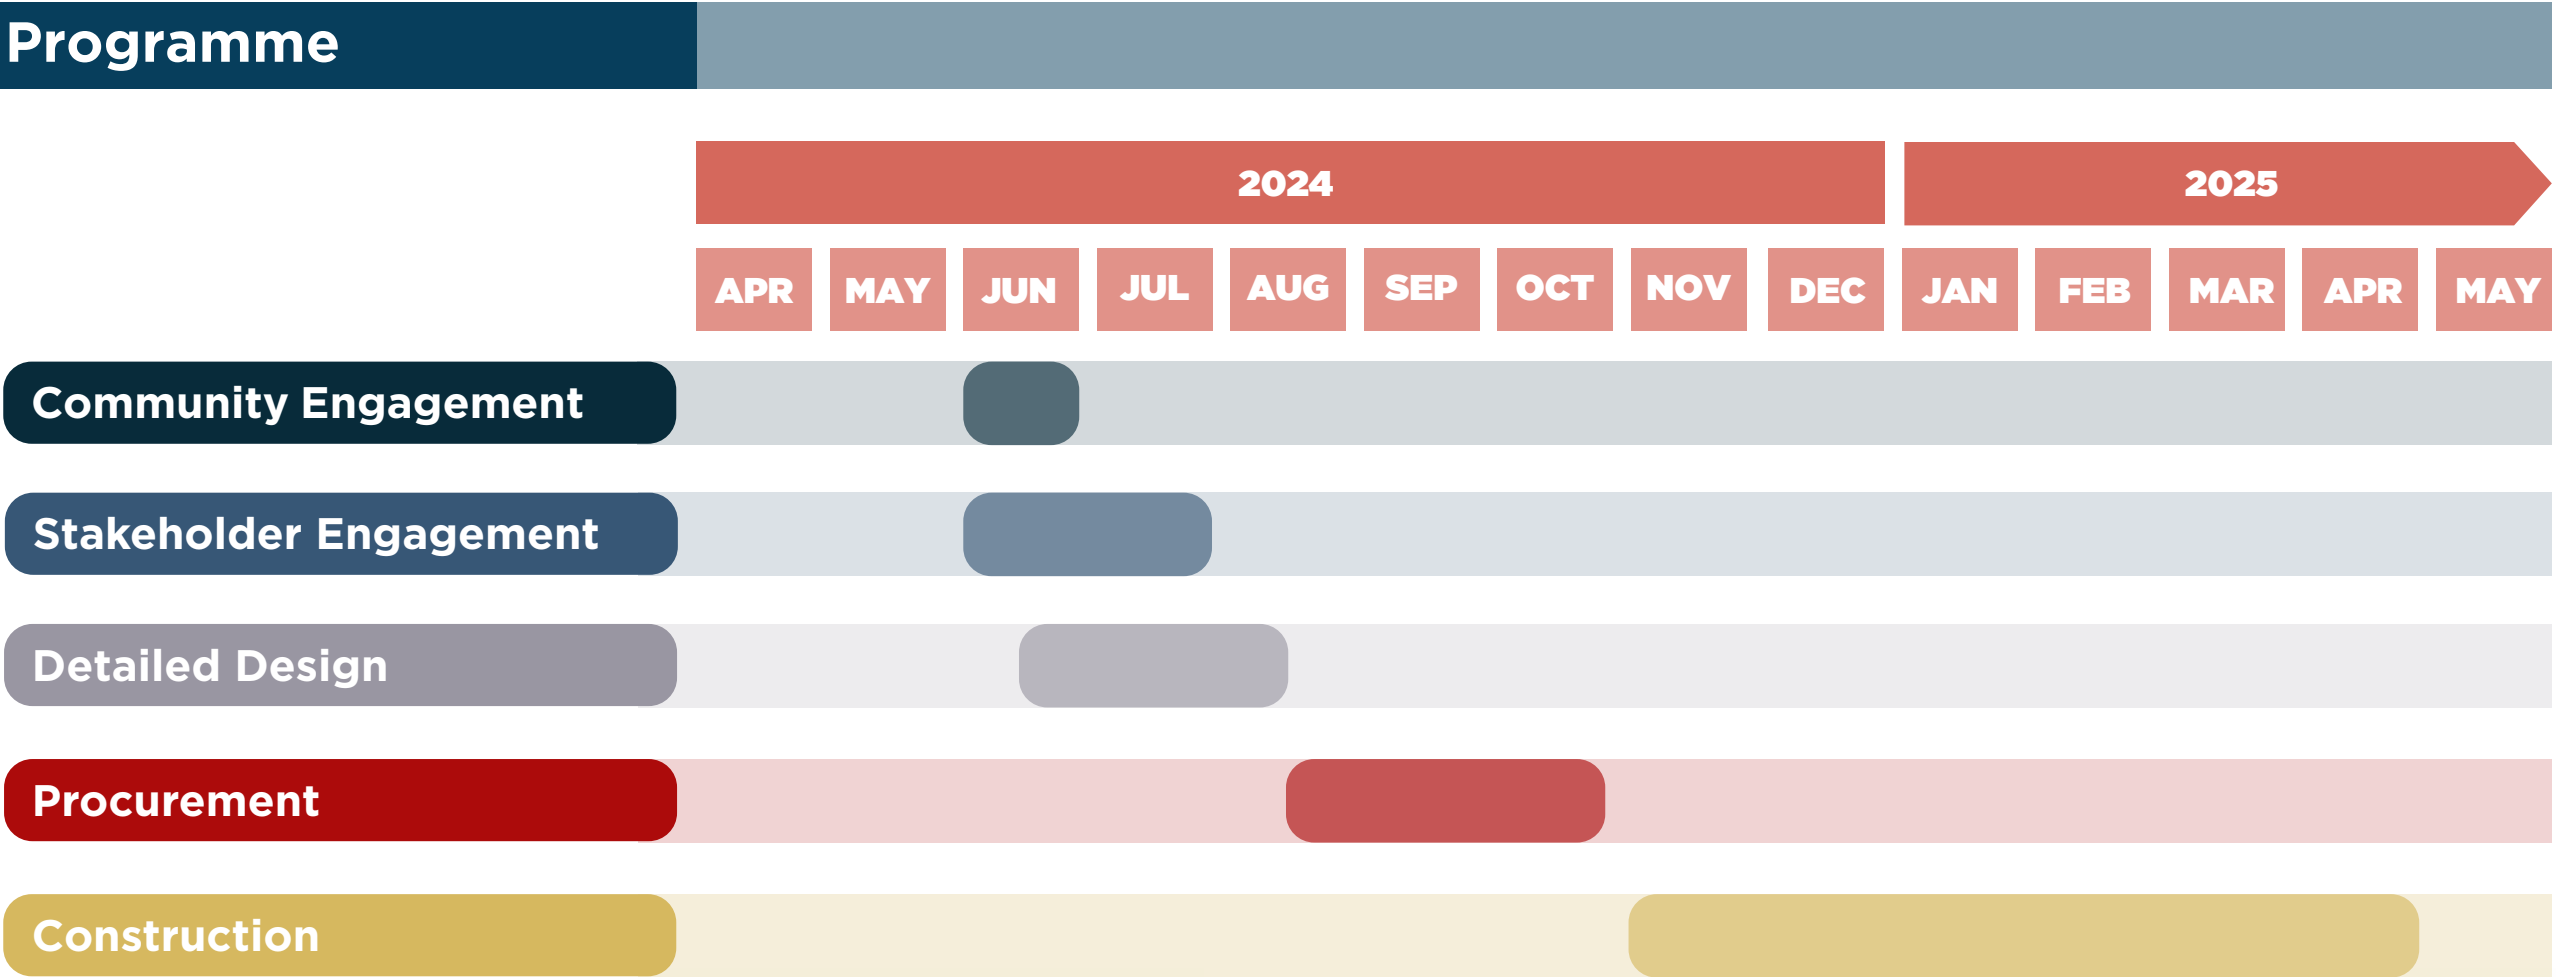 Programme
2024 2025
APR MAY JUN JUL AUG SEP OCT NOV DEC JAN FEB MAR APR MAY
Community Engagement
Stakeholder Engagement
Detailed Design
Procurement
Construction